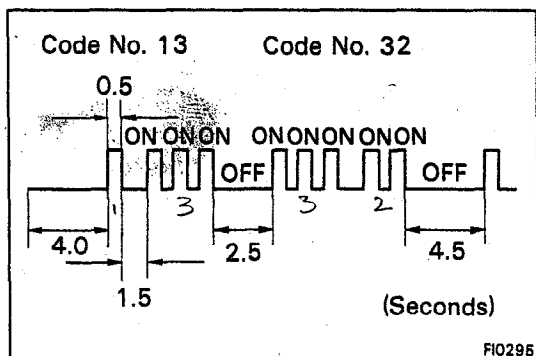 Code No. 13 Code No. 32
0.5
ON ON ON ON ON ON ON ON
OFF OFF
1 3 3 2
4.0 2.5 4.5
1.5
(Seconds)
FI0295